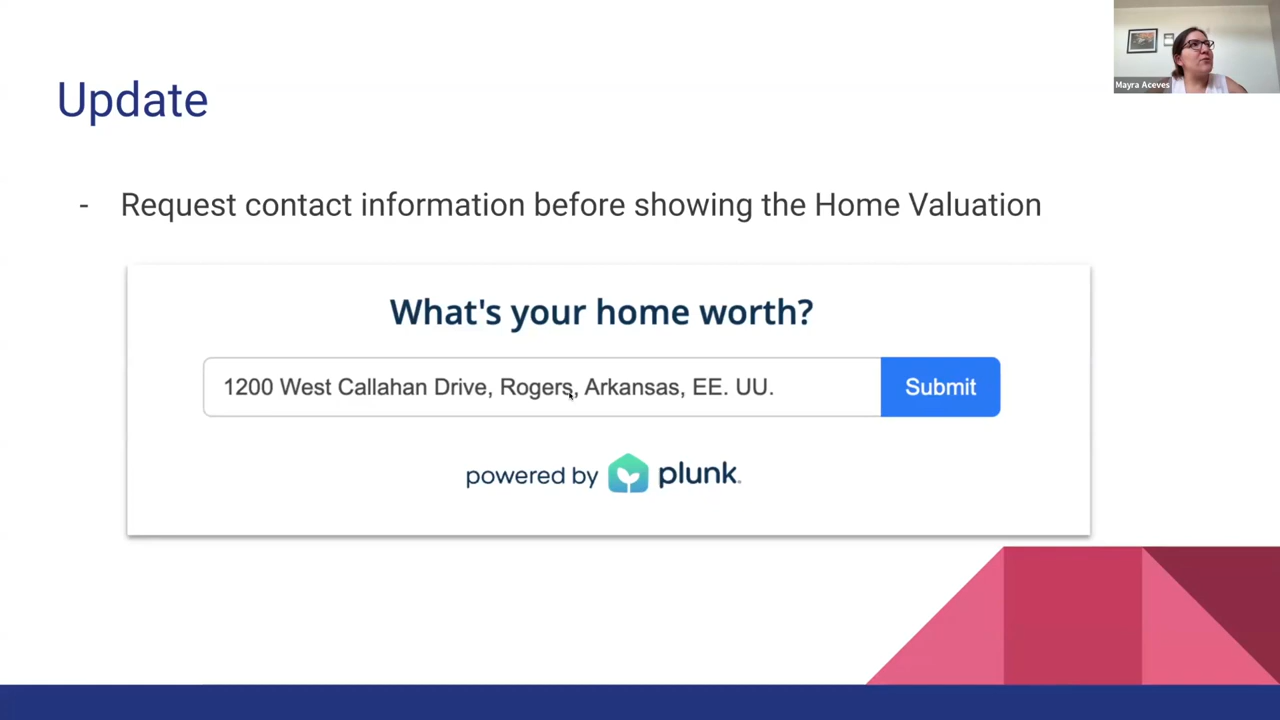 Mayra Aceves
Update
- Request contact information before showing the Home Valuation
What's your home worth?
1200 West Callahan Drive, Rogers, Arkansas, EE. UU.
Submit
powered by plunk.